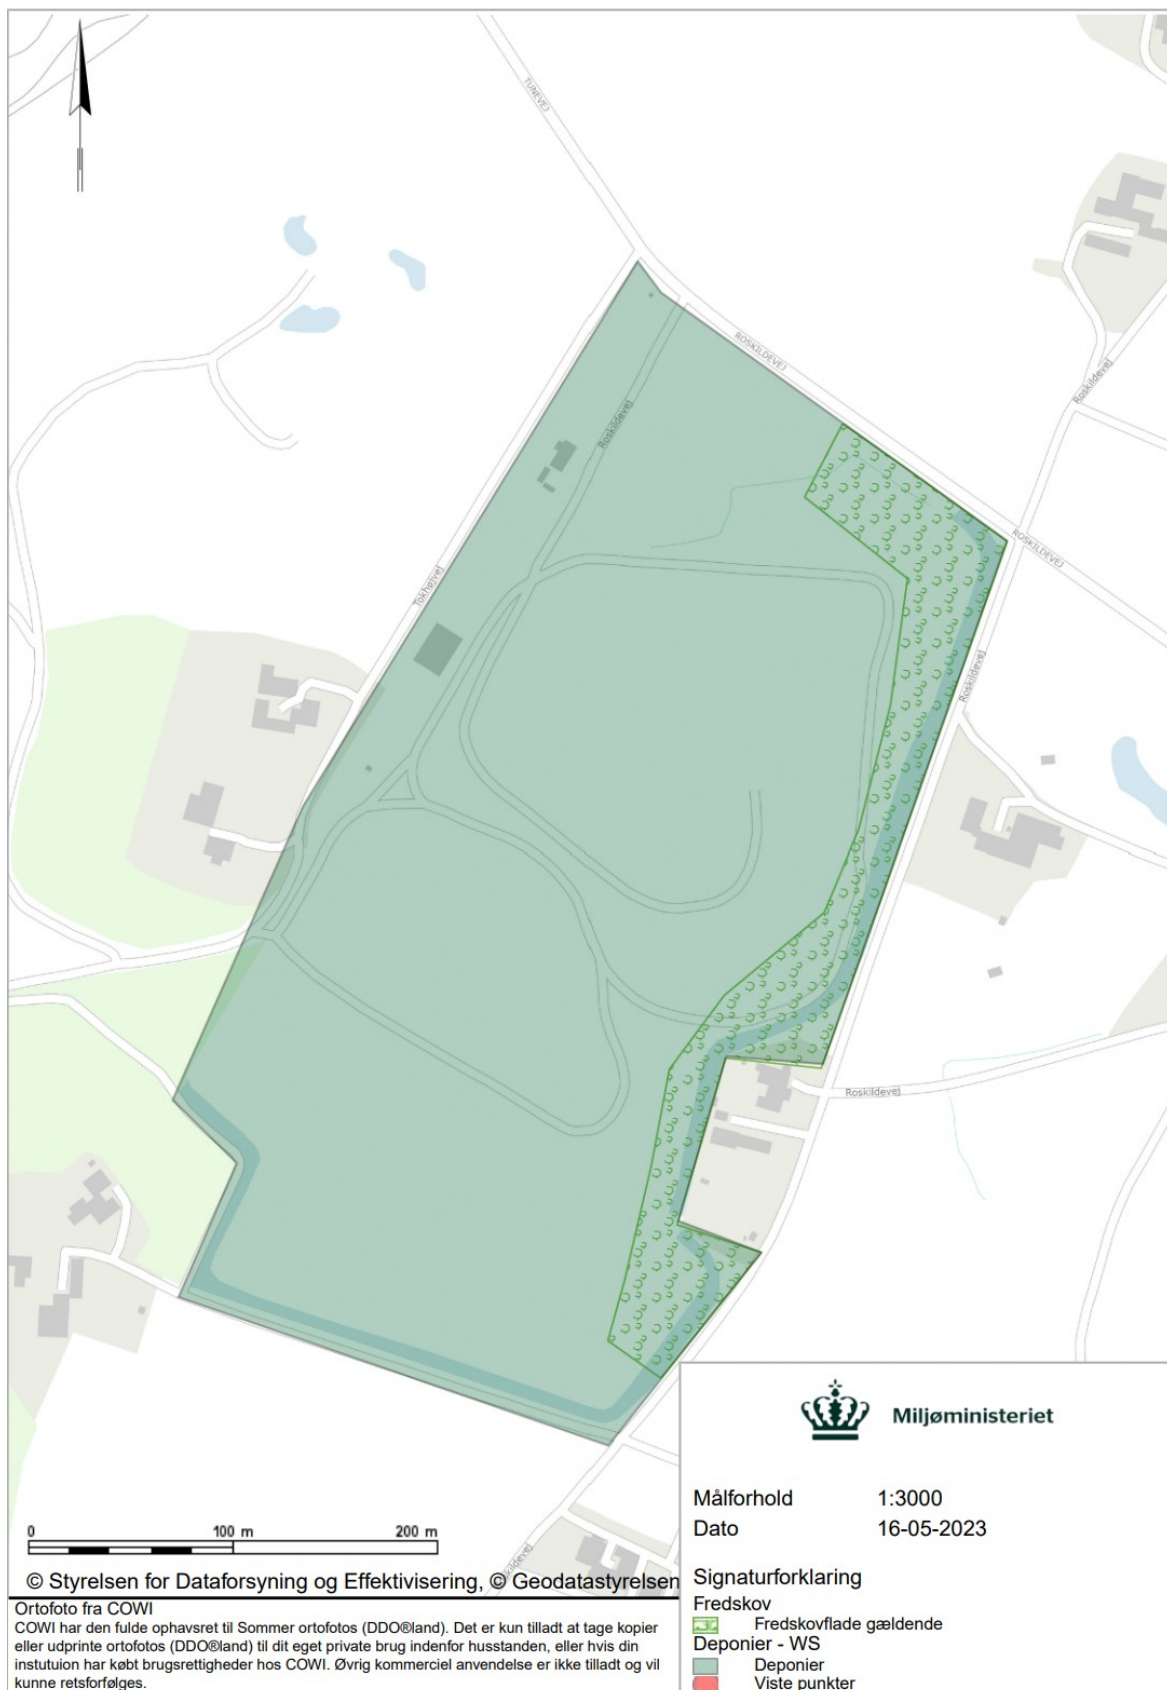 TUNEVEJ
ROSKILDEVEJ
Roskildevej
Roskildevej
ROSKILDEVEJ
Tokhøjvej
Roskildevej
Roskildevej
Miljøministeriet
Målforhold 1:3000
Dato 16-05-2023
0 100 m 200 m
© Styrelsen for Dataforsyning og Effektivisering, © Geodatastyrelsen
Signaturforklaring
Fredskov
Fredskovflade gældende
Deponier - WS
Deponier
Viste punkter
Ortofoto fra COWI
COWI har den fulde ophavsret til Sommer ortofotos (DDO®land). Det er kun tilladt at tage kopier
eller udprinte ortofotos (DDO®land) til dit eget private brug indenfor husstanden, eller hvis din
instutuion har købt brugsrettigheder hos COWI. Øvrig kommerciel anvendelse er ikke tilladt og vil
kunne retsforfølges.